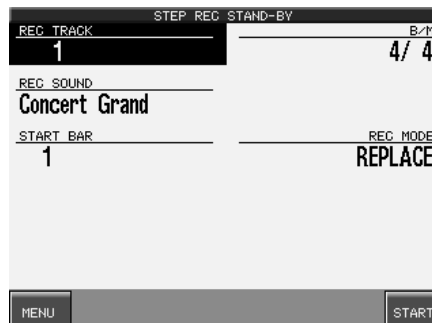 STEP REC STAND-BY
REC TRACK
1
B/M
4/ 4
REC SOUND
Concert Grand
START BAR
1
REC MODE
REPLACE
MENU
START